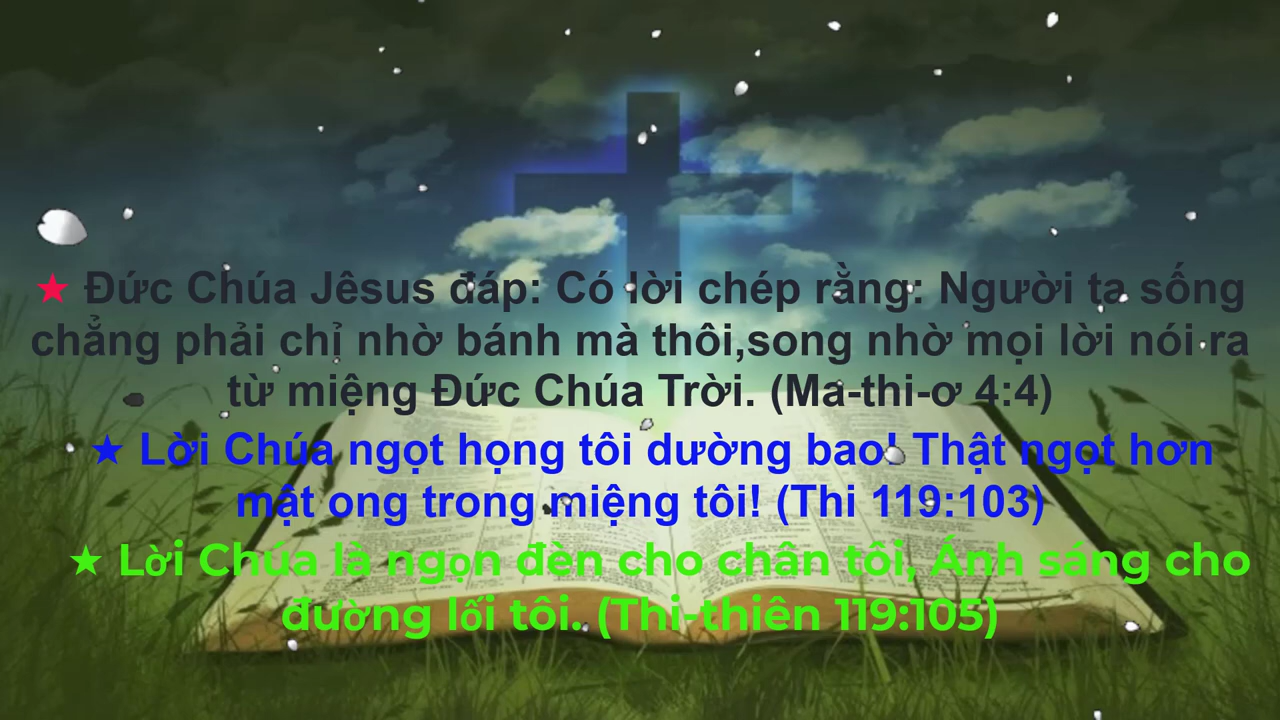 ★ Đức Chúa Jêsus đáp: Có lời chép rằng: Người ta sống
chẳng phải chỉ nhờ bánh mà thôi,song nhờ mọi lời nói ra
từ miệng Đức Chúa Trời. (Ma-thi-ơ 4:4)
★ Lời Chúa ngọt họng tôi dường bao! Thật ngọt hơn
mật ong trong miệng tôi! (Thi 119:103)
★ Lời Chúa là ngọn đèn cho chân tôi, Ánh sáng cho
đường lối tôi. (Thi-thiên 119:105)